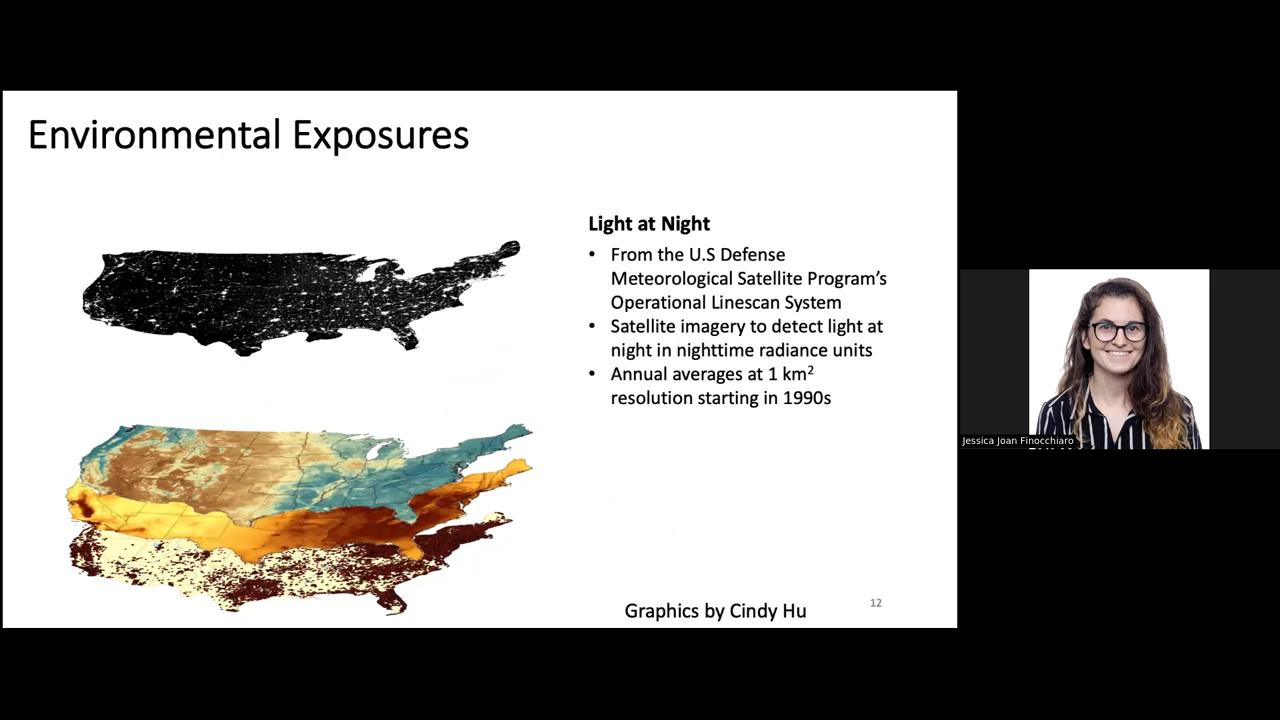 Environmental Exposures
Light at Night
• From the U.S Defense
Meteorological Satellite Program's
Operational Linescan System
• Satellite imagery to detect light at
night in nighttime radiance units
• Annual averages at 1 km²
resolution starting in 1990s
Graphics by Cindy Hu
12
Jessica Joan Finocchiaro